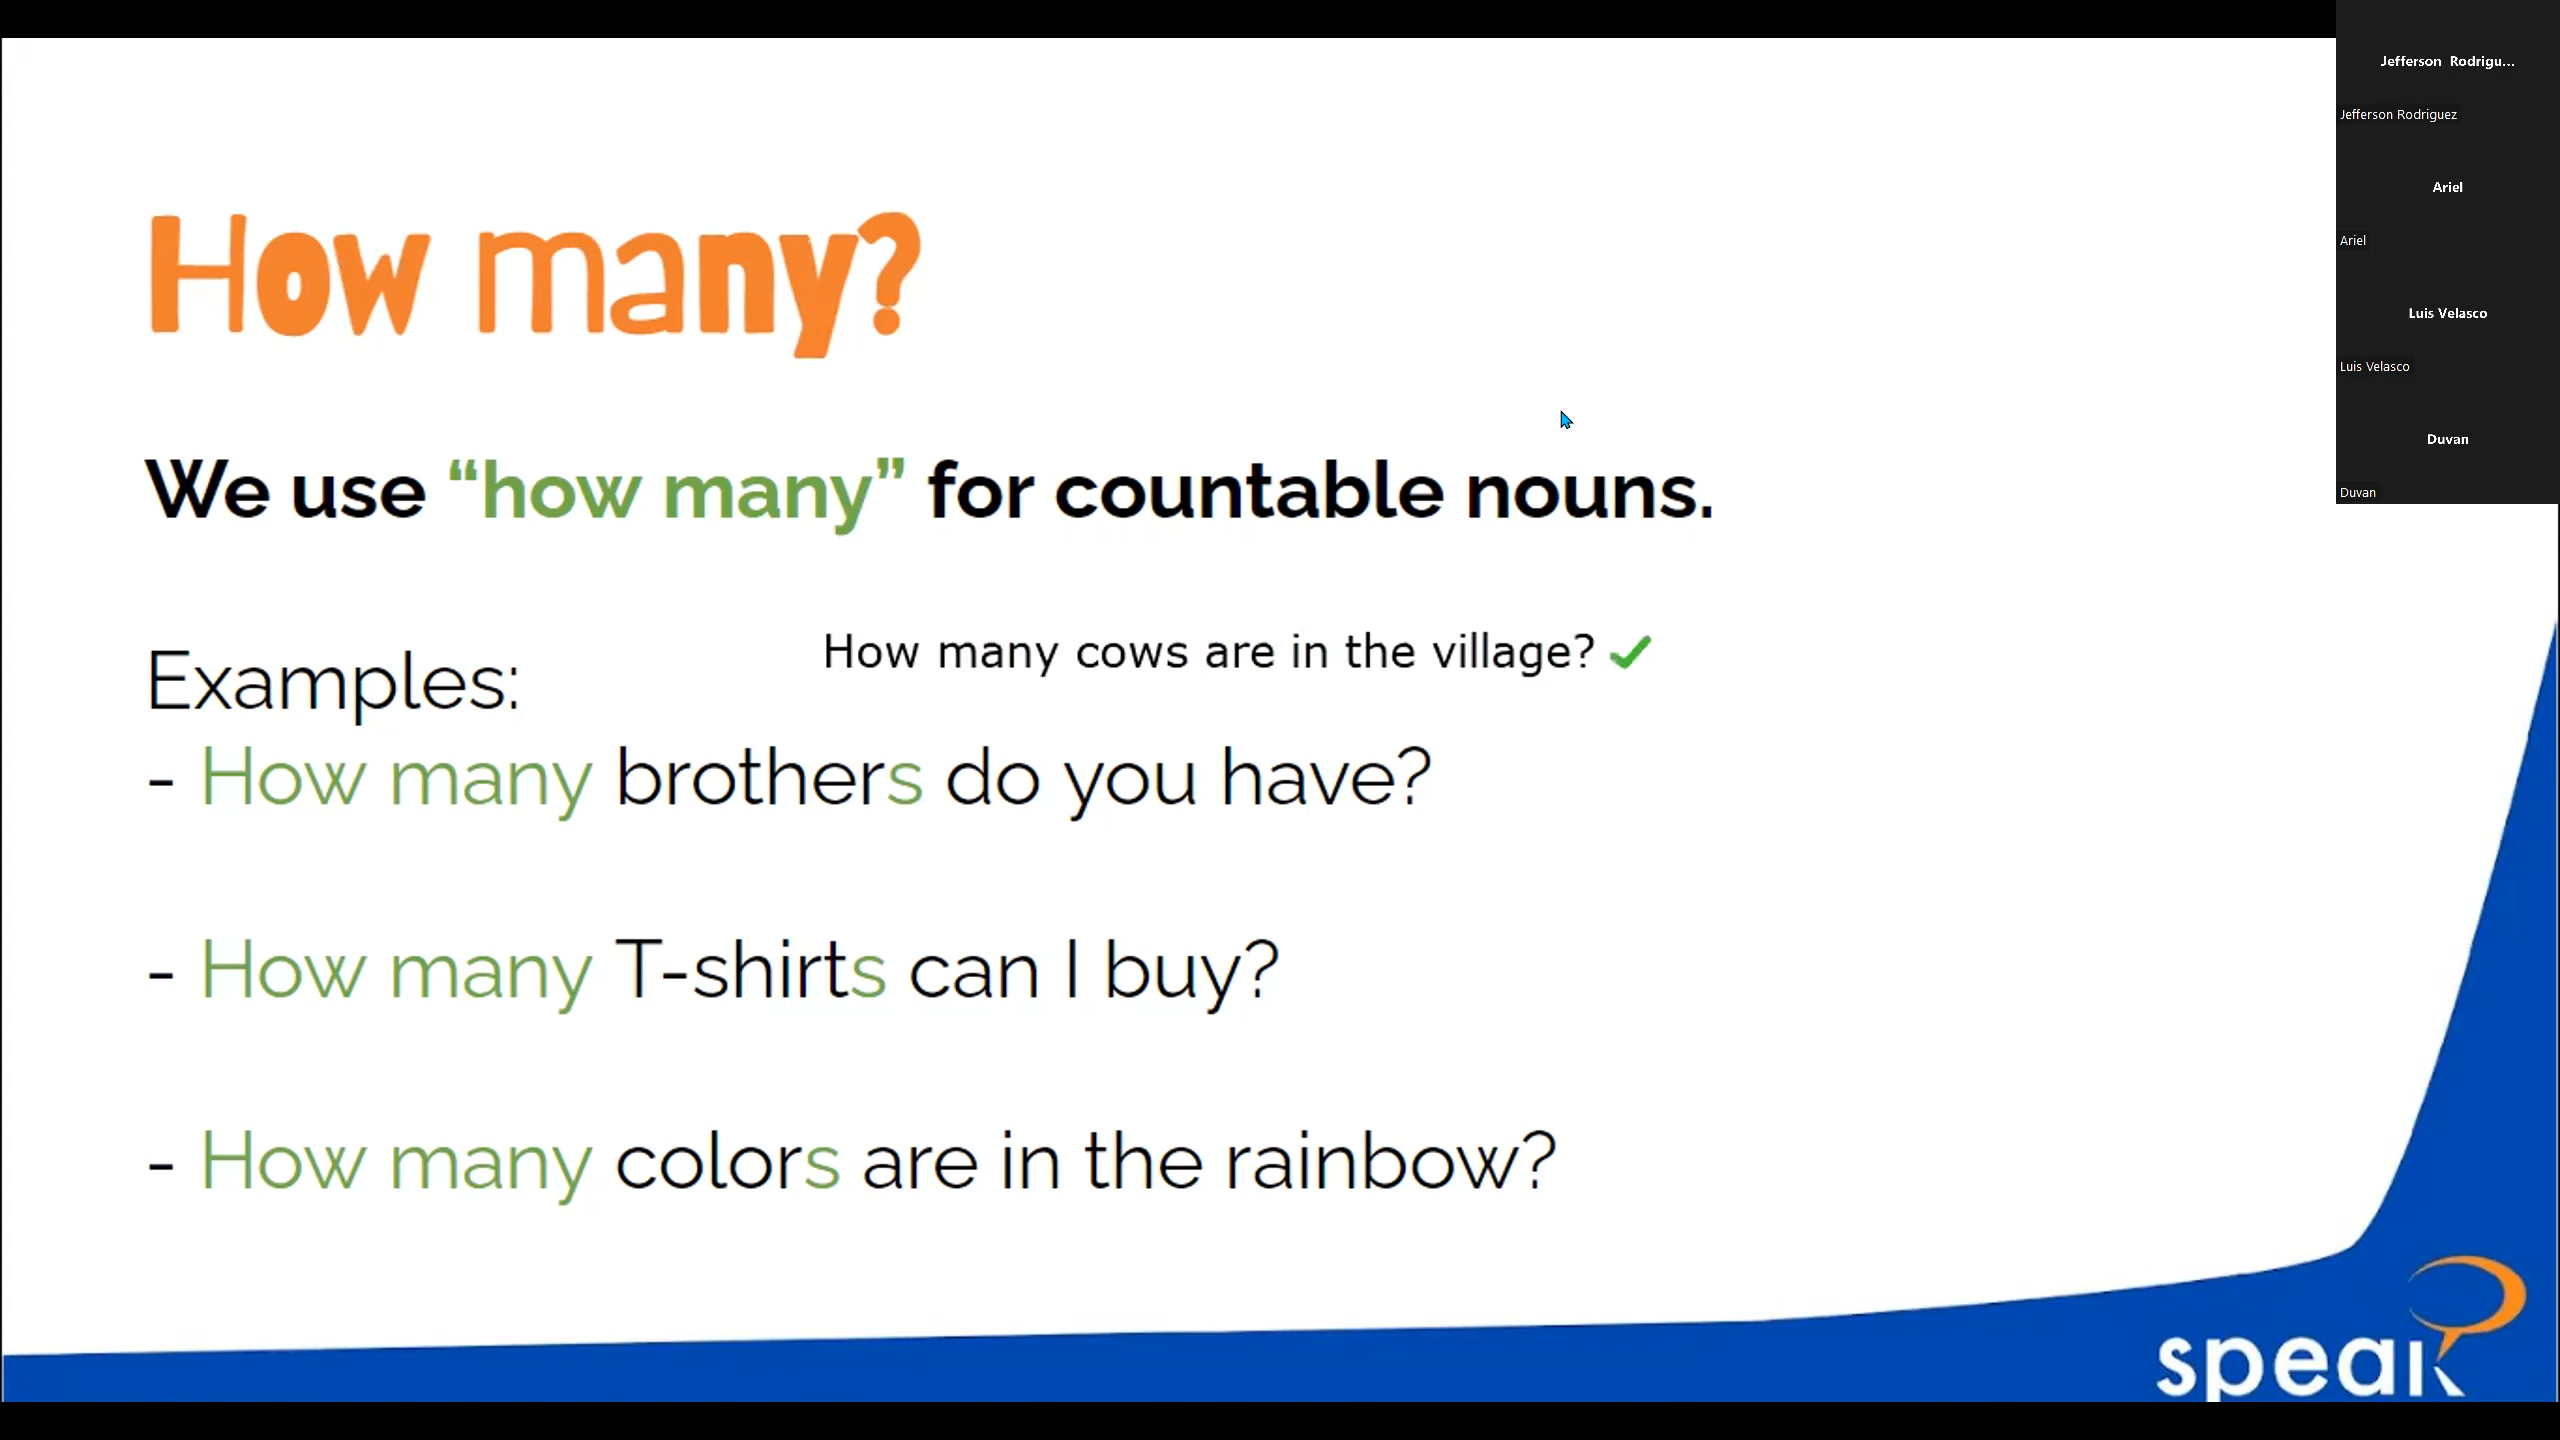 How many?
We use “how many” for countable nouns.
How many cows are in the village?
Examples:
- How many brothers do you have?
- How many T-shirts can I buy?
- How many colors are in the rainbow?
speak
Jefferson Rodrigu...
Jefferson Rodriguez
Ariel
Ariel
Luis Velasco
Luis Velasco
Duvan
Duvan